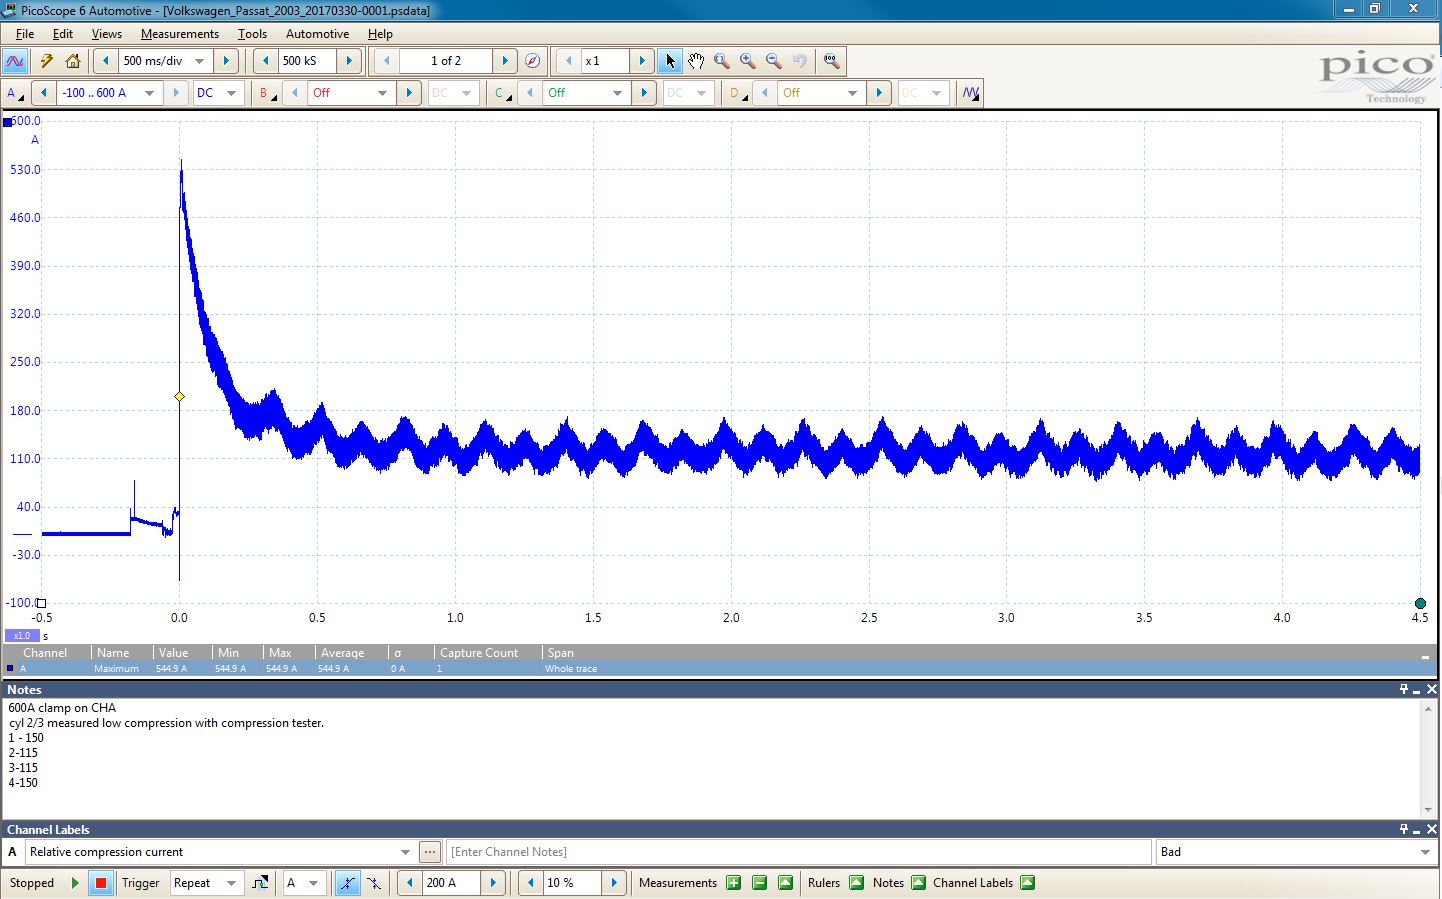 PicoScope 6 Automotive - [Volkswagen_Passat_2003_20170330-0001.psdata]
File Edit Views Measurements Tools Automotive Help
500 ms/div 500 kS 1 of 2 x 1
pico
Technology
A -100 .. 600 A DC B Off DC C Off DC D Off DC
600.0
A
530.0
460.0
390.0
320.0
250.0
180.0
110.0
40.0
-30.0
-100.0
-0.5 0.0 0.5 1.0 1.5 2.0 2.5 3.0 3.5 4.0 4.5
x1.0 s
Channel Name Value Min Max Average σ Capture Count Span
A Maximum 544.9 A 544.9 A 544.9 A 544.9 A 0 A 1 Whole trace
Notes
600A clamp on CHA
cyl 2/3 measured low compression with compression tester.
1 - 150
2-115
3-115
4-150
Channel Labels
A Relative compression current ... [Enter Channel Notes] Bad
Stopped Trigger Repeat A 200 A 10 % Measurements Rulers Notes Channel Labels